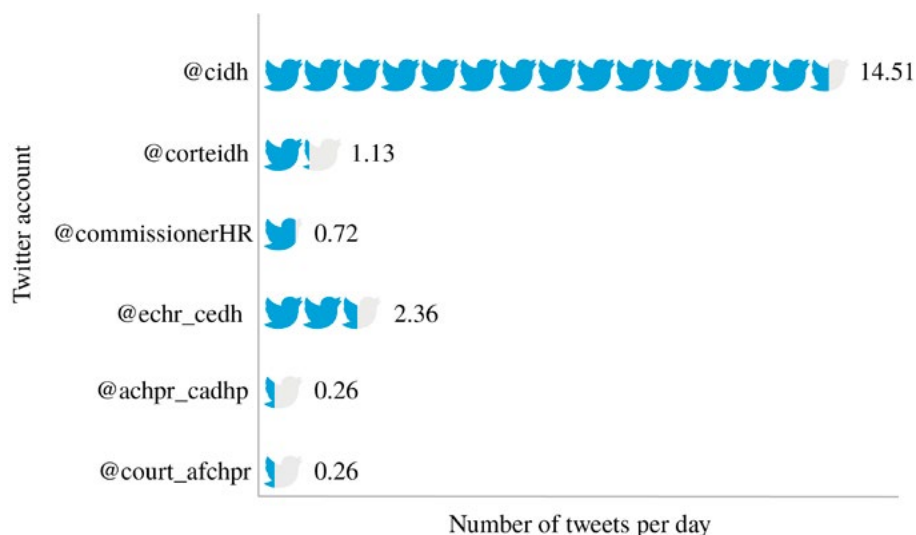 @cidh 14.51
@corteidh 1.13
@commissionerHR 0.72
@echr_cedh 2.36
@achpr_cadhp 0.26
@court_afchpr 0.26
Twitter account
Number of tweets per day